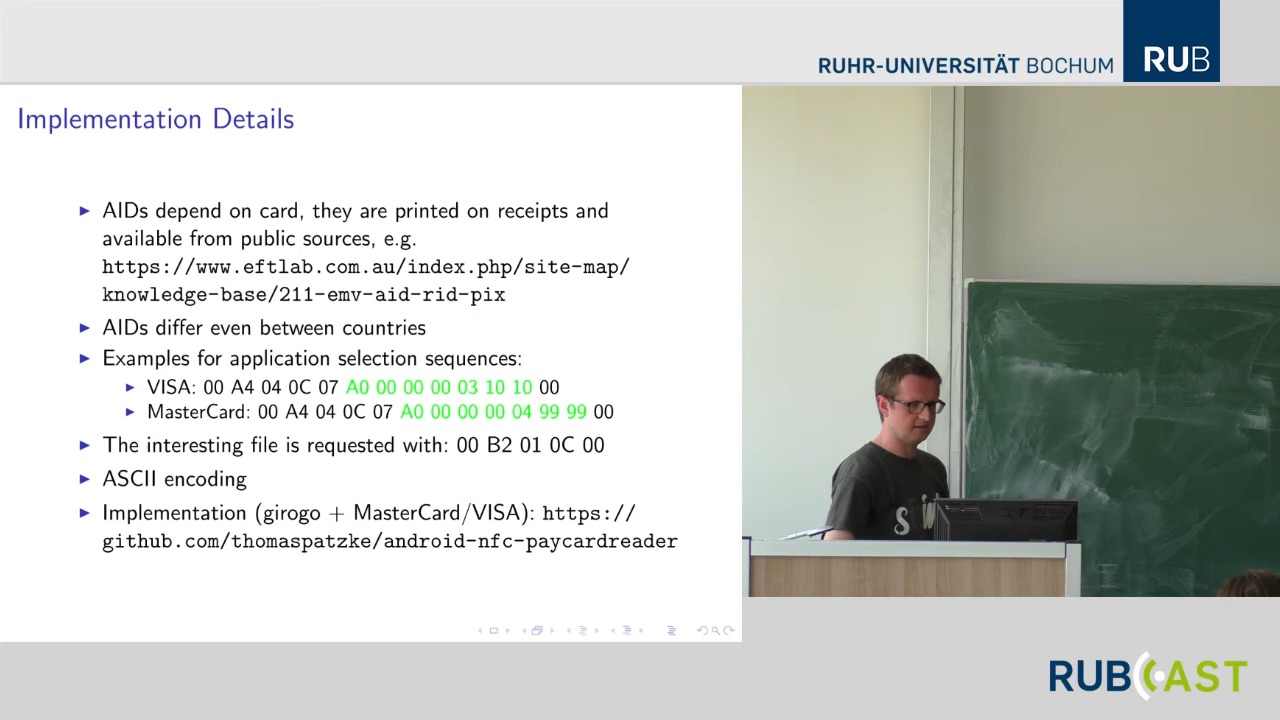 RUHR-UNIVERSITÄT BOCHUM
RUB
Implementation Details
AIDs depend on card, they are printed on receipts and
available from public sources, e.g.
https://www.eftlab.com.au/index.php/site-map/
knowledge-base/211-emv-aid-rid-pix
AIDs differ even between countries
Examples for application selection sequences:
VISA: 00 A4 04 0C 07 A0 00 00 00 03 10 10 00
MasterCard: 00 A4 04 0C 07 A0 00 00 00 04 99 99 00
The interesting file is requested with: 00 B2 01 0C 00
ASCII encoding
Implementation (girogo + MasterCard/VISA): https://
github.com/thomaspatzke/android-nfc-paycardreader
RUBCAST